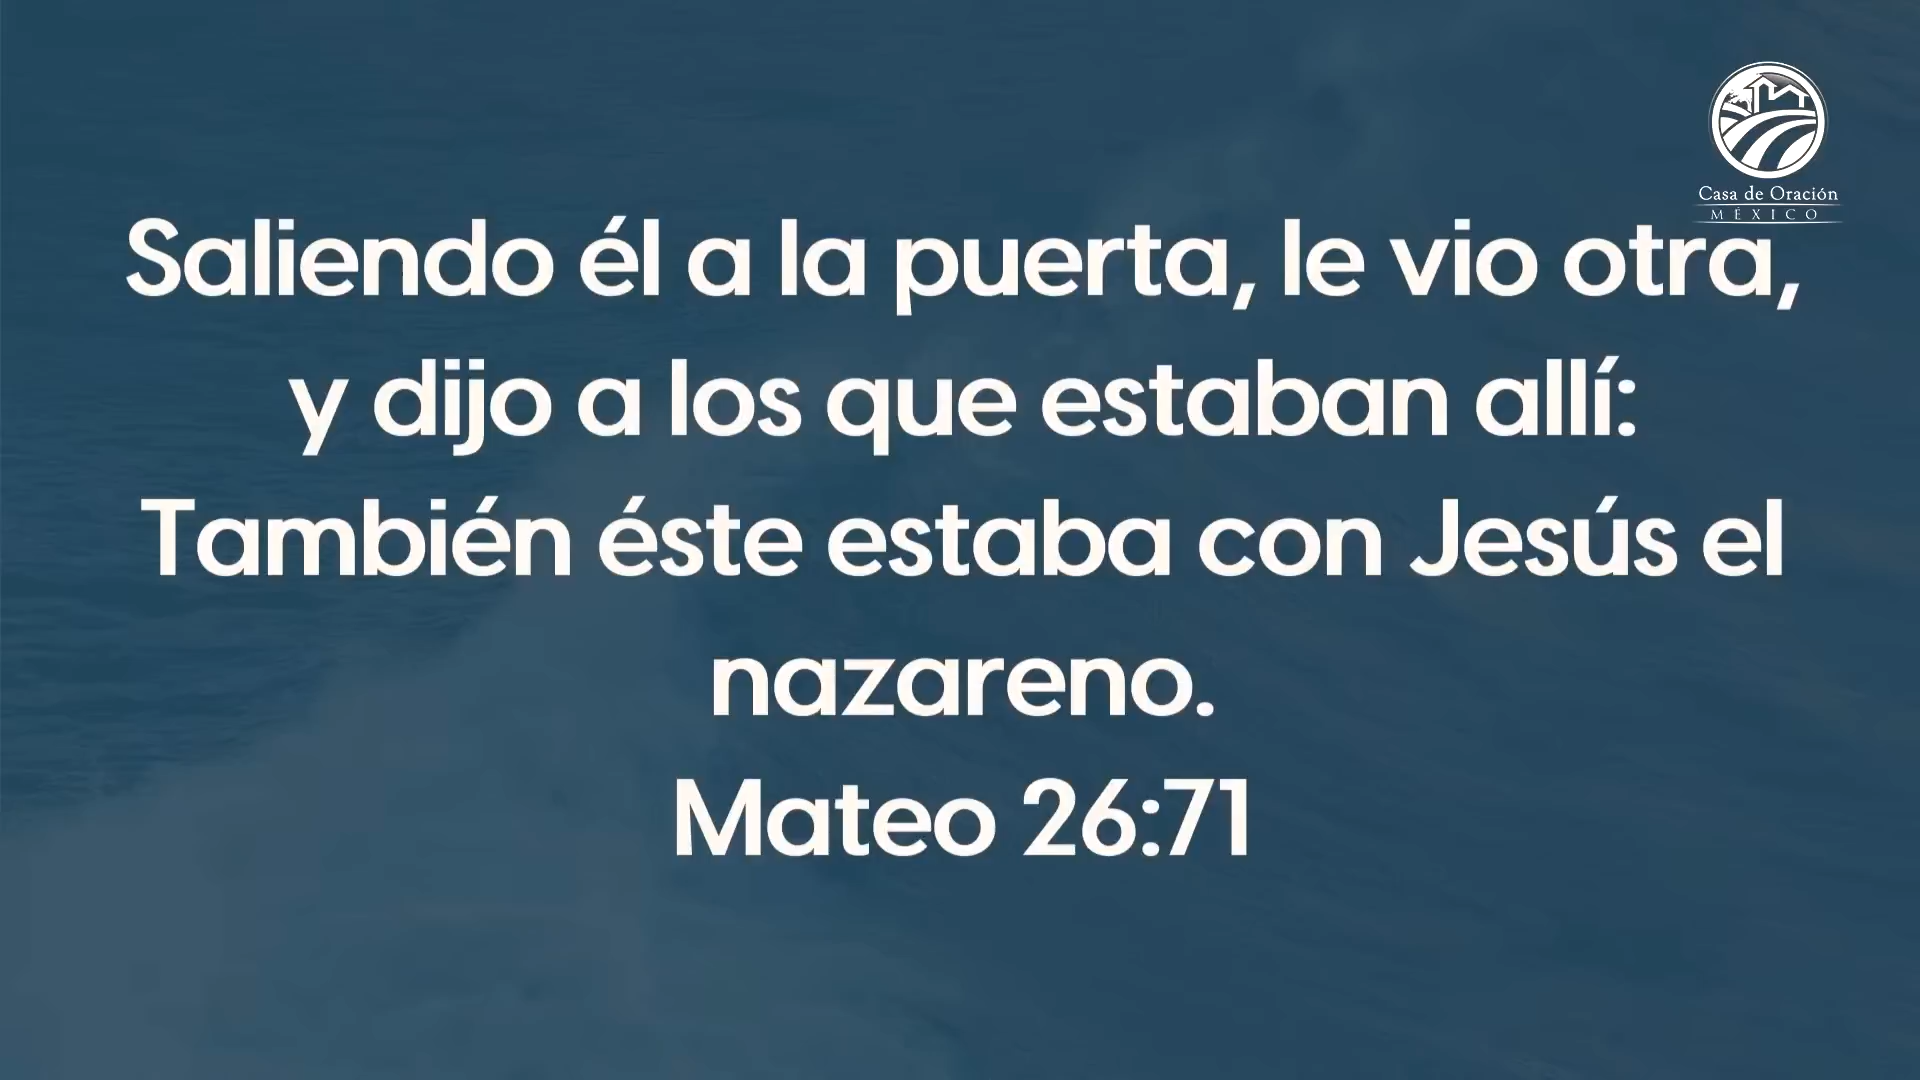 Casa de Oración
MÉXICO
Saliendo él a la puerta, le vio otra,
y dijo a los que estaban allí:
También éste estaba con Jesús el
nazareno.
Mateo 26:71